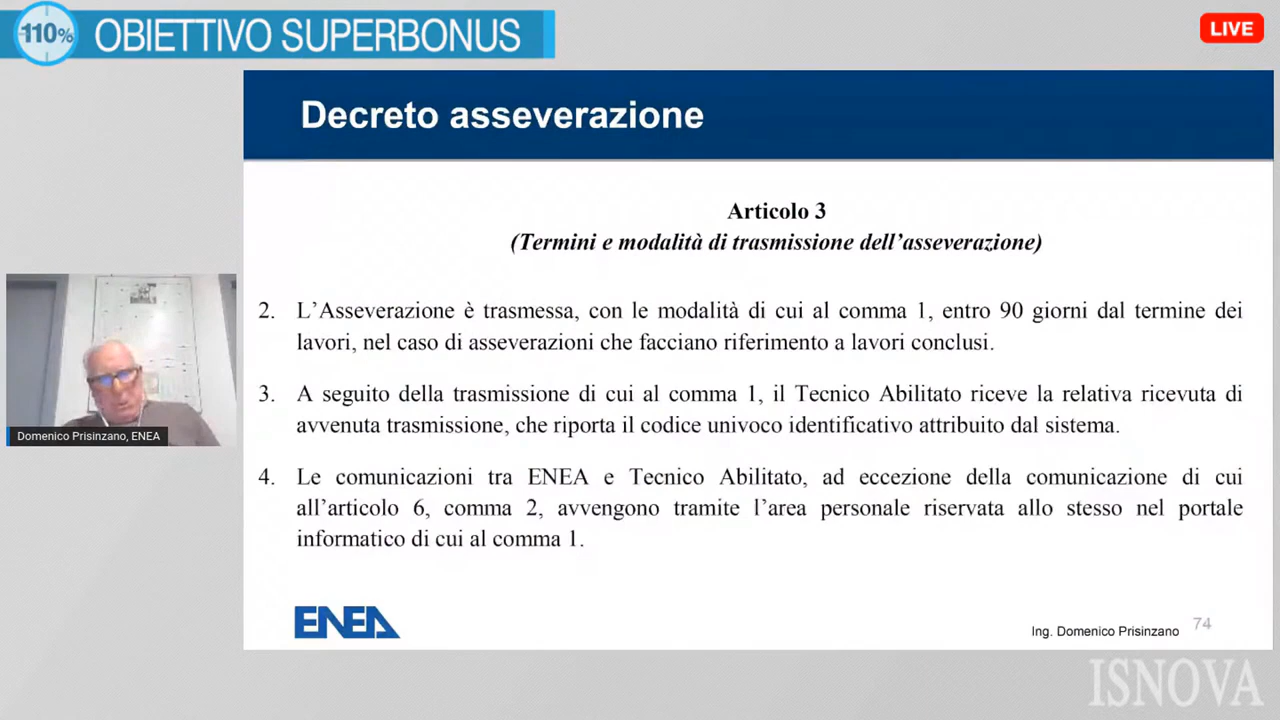 110% OBIETTIVO SUPERBONUS
LIVE
Decreto asseverazione
Articolo 3
(Termini e modalità di trasmissione dell’asseverazione)
2. L’Asseverazione è trasmessa, con le modalità di cui al comma 1, entro 90 giorni dal termine dei
lavori, nel caso di asseverazioni che facciano riferimento a lavori conclusi.
3. A seguito della trasmissione di cui al comma 1, il Tecnico Abilitato riceve la relativa ricevuta di
avvenuta trasmissione, che riporta il codice univoco identificativo attribuito dal sistema.
4. Le comunicazioni tra ENEA e Tecnico Abilitato, ad eccezione della comunicazione di cui
all’articolo 6, comma 2, avvengono tramite l’area personale riservata allo stesso nel portale
informatico di cui al comma 1.
Domenico Prisinzano, ENEA
ENEA
Ing. Domenico Prisinzano 74
ISNOVA